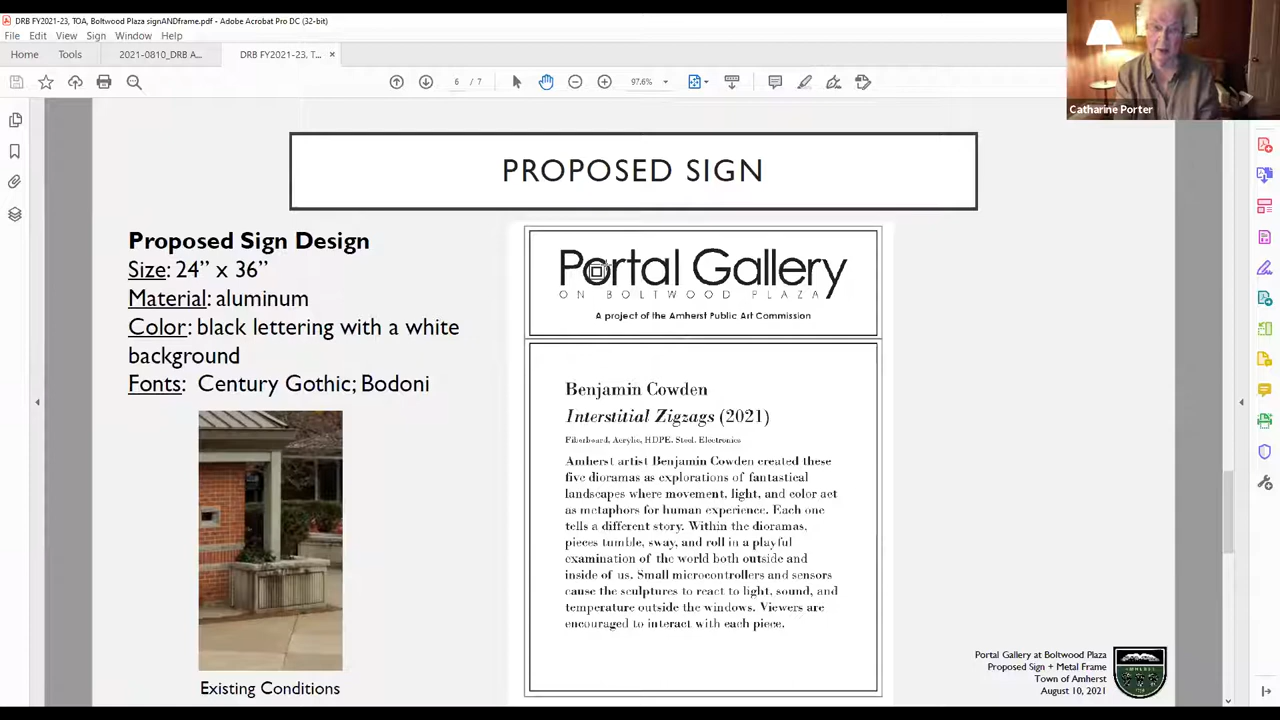 DRB FY2021-23, TOA, Boltwood Plaza signANDframe.pdf - Adobe Acrobat Pro DC (32-bit)
File Edit View Sign Window Help
Home Tools 2021-0810_DRB A... DRB FY2021-23, T... ×
6 / 7 97.6%
Catharine Porter
PROPOSED SIGN
Proposed Sign Design
Size: 24” x 36”
Material: aluminum
Color: black lettering with a white
background
Fonts: Century Gothic; Bodoni
Existing Conditions
Portal Gallery
ON BOLTWOOD PLAZA
A project of the Amherst Public Art Commission
Benjamin Cowden
Interstitial Zigzags (2021)
Fiberboard, Acrylic, HDPE, Steel, Electronics
Amherst artist Benjamin Cowden created these
five dioramas as explorations of fantastical
landscapes where movement, light, and color act
as metaphors for human experience. Each one
tells a different story. Within the dioramas,
pieces tumble, sway, and roll in a playful
examination of the world both outside and
inside of us. Small microcontrollers and sensors
cause the sculptures to react to light, sound, and
temperature outside the windows. Viewers are
encouraged to interact with each piece.
Portal Gallery at Boltwood Plaza
Proposed Sign + Metal Frame
Town of Amherst
August 10, 2021